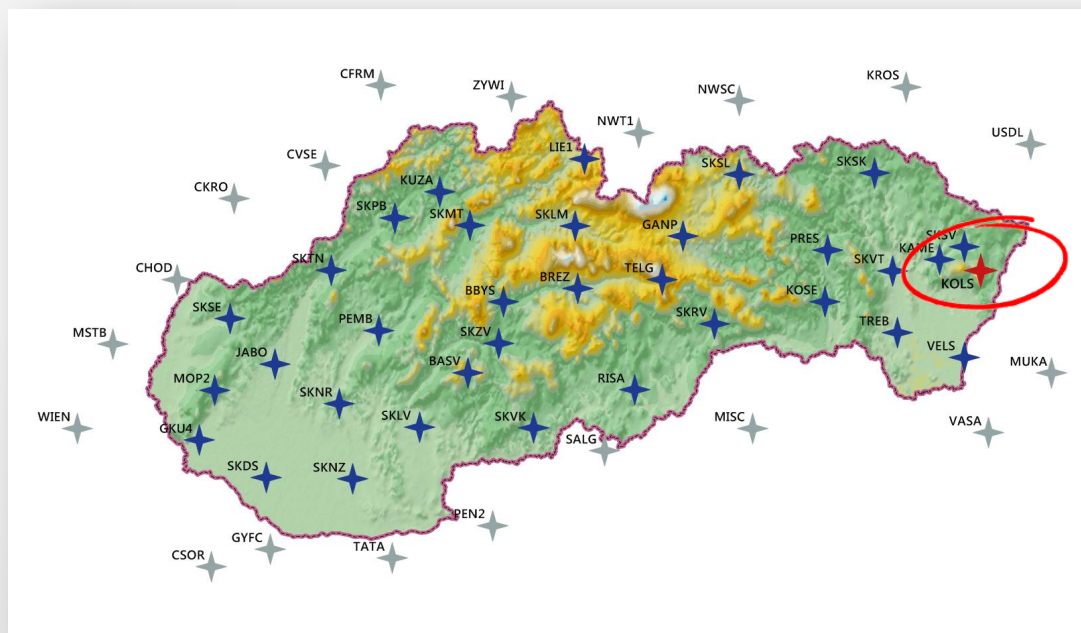 CFRM
ZYWI
NWSC
KROS
NWT1
USDL
CVSE
LIE1
SKSL
SKSK
CKRO
KUZA
SKPB
SKMT
SKLM
GANP
PRES
SKSV
KAME
SKTN
CHOD
BREZ
TELG
SKVT
KOLS
SKSE
BBYS
KOSE
PEMB
SKZV
SKRV
TREB
MSTB
JABO
BASV
VELS
MUKA
MOP2
SKNR
RISA
WIEN
GKU4
SKLV
SKVK
SALG
MISC
VASA
SKDS
SKNZ
PEN2
GYFC
TATA
CSOR